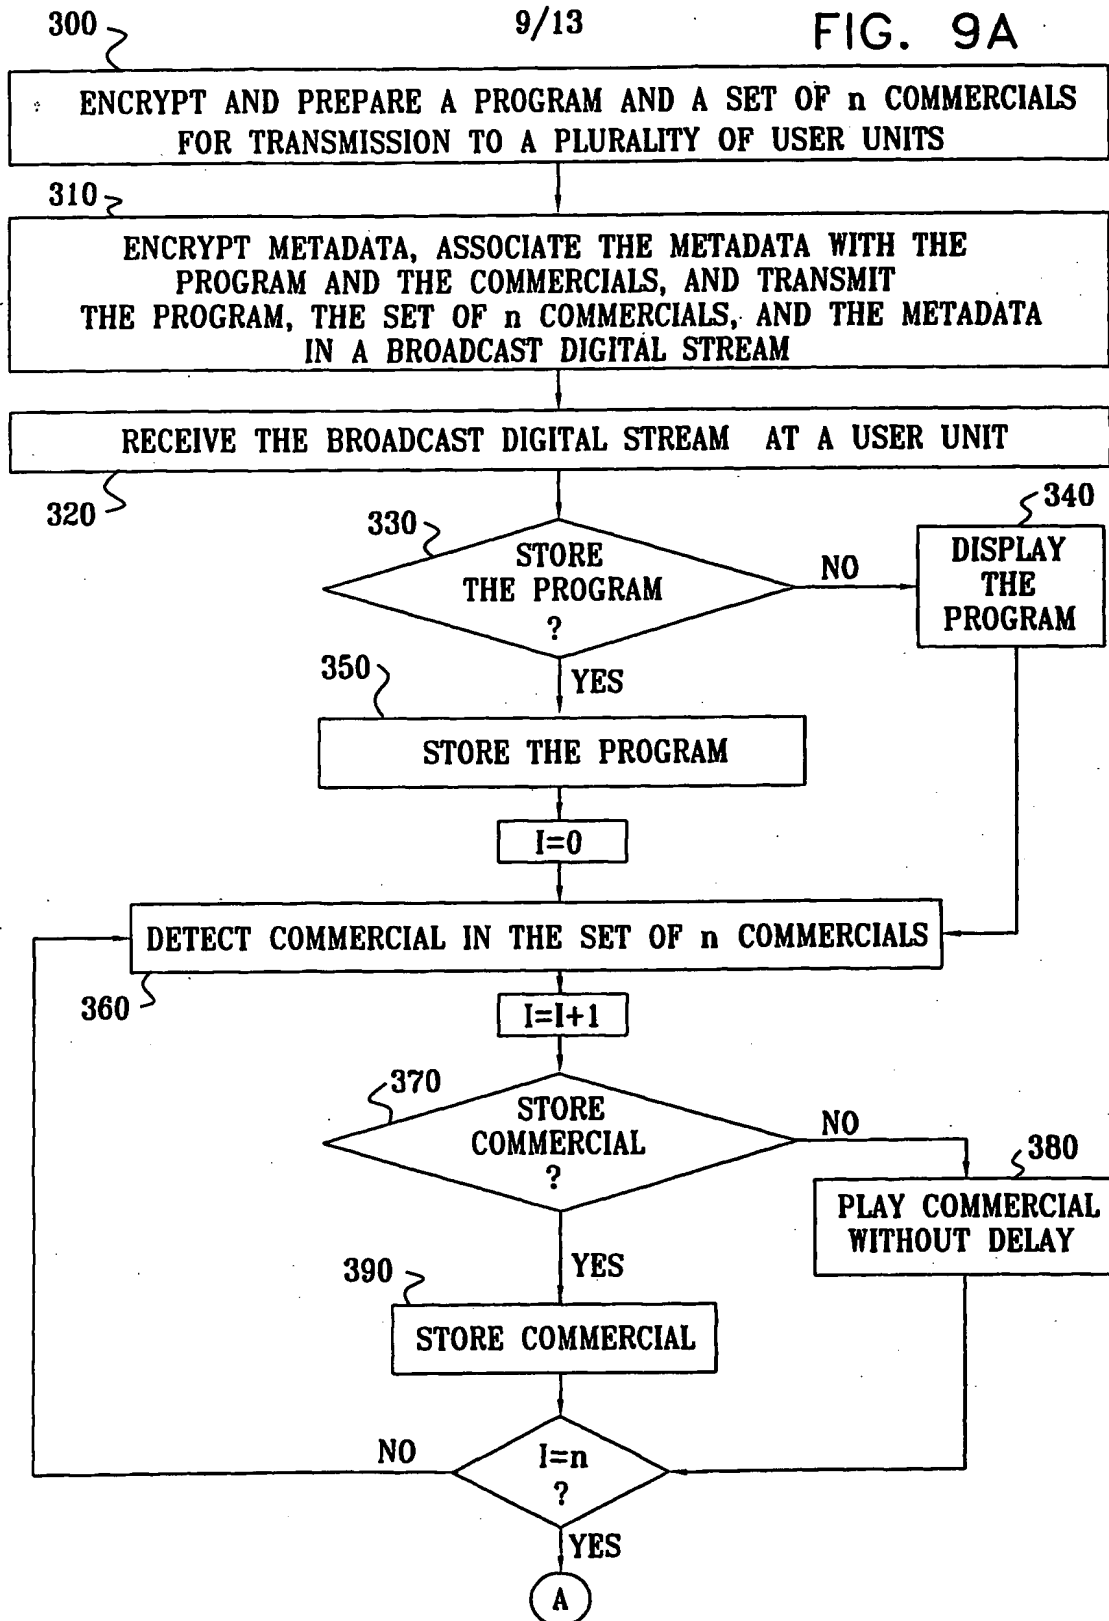 300
9/13
FIG. 9A
ENCRYPT AND PREPARE A PROGRAM AND A SET OF n COMMERCIALS
FOR TRANSMISSION TO A PLURALITY OF USER UNITS
310
ENCRYPT METADATA, ASSOCIATE THE METADATA WITH THE
PROGRAM AND THE COMMERCIALS, AND TRANSMIT
THE PROGRAM, THE SET OF n COMMERCIALS, AND THE METADATA
IN A BROADCAST DIGITAL STREAM
RECEIVE THE BROADCAST DIGITAL STREAM AT A USER UNIT
320
330
STORE
THE PROGRAM
?
NO
340
DISPLAY
THE
PROGRAM
YES
350
STORE THE PROGRAM
I=0
DETECT COMMERCIAL IN THE SET OF n COMMERCIALS
360
I=I+1
370
STORE
COMMERCIAL
?
NO
380
PLAY COMMERCIAL
WITHOUT DELAY
YES
390
STORE COMMERCIAL
NO
I=n
?
YES
A